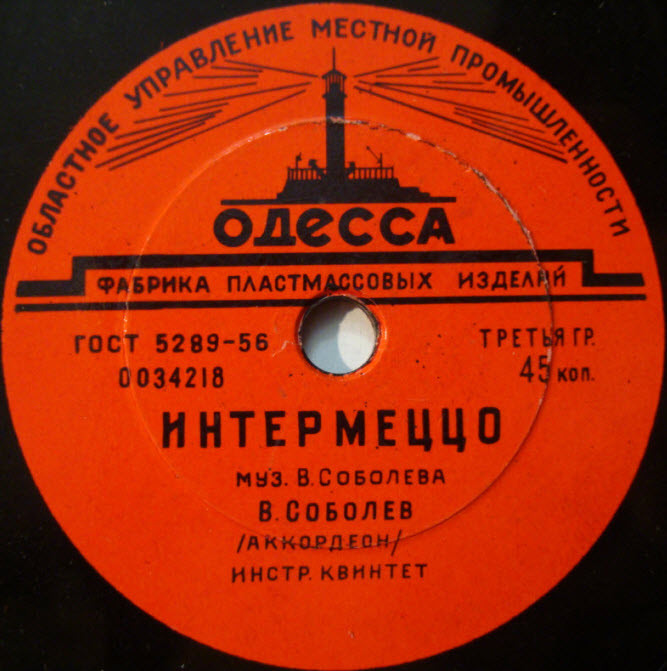 ОБЛАСТНОЕ УПРАВЛЕНИЕ МЕСТНОЙ ПРОМЫШЛЕННОСТИ
ОДЕССА
ФАБРИКА ПЛАСТМАССОВЫХ ИЗДЕЛИЙ
ГОСТ 5289-56
0034218
ТРЕТЬЯ ГР.
45 коп.
ИНТЕРМЕЦЦО
МУЗ. В. СОБОЛЕВА
В. СОБОЛЕВ
/АККОРДЕОН/
ИНСТР. КВИНТЕТ